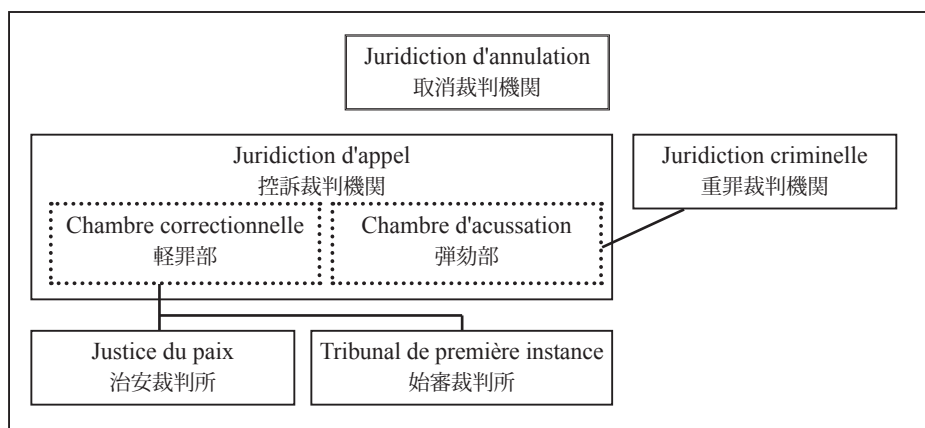 Juridiction d'annulation
取消裁判機関
Juridiction d'appel
控訴裁判機関
Juridiction criminelle
重罪裁判機関
Chambre correctionnelle
軽罪部
Chambre d'acussation
弾劾部
Justice du paix
治安裁判所
Tribunal de première instance
始審裁判所